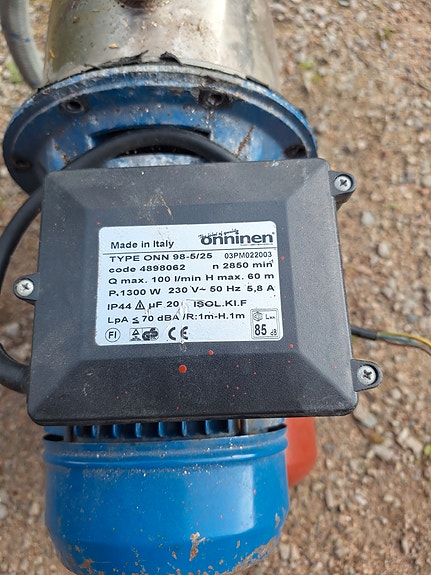 Made in Italy
onninen
TYPE ONN 98-5/25 03PM022003
code 4898062 n 2850 min
Q max. 100 l/min H max. 60 m
P.1300 W 230 V~ 50 Hz 5,8 A
IP44 µF 20 ISOL.KI.F
LpA ≤ 70 dBA /R:1m-H.1m
FI CE
85 dB